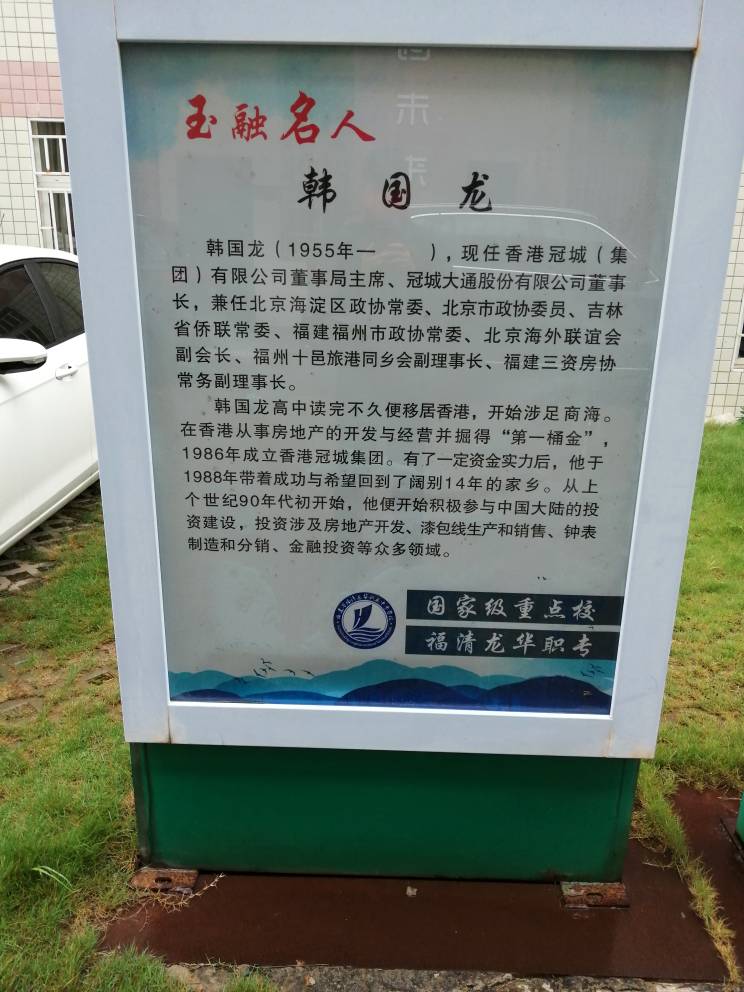 玉融名人
韩国龙
韩国龙（1955年一　　），现任香港冠城（集
团）有限公司董事局主席、冠城大通股份有限公司董事
长，兼任北京海淀区政协常委、北京市政协委员、吉林
省侨联常委、福建福州市政协常委、北京海外联谊会
副会长、福州十邑旅港同乡会副理事长、福建三资房协
常务副理事长。
韩国龙高中读完不久便移居香港，开始涉足商海。
在香港从事房地产的开发与经营并掘得“第一桶金”，
1986年成立香港冠城集团。有了一定资金实力后，他于
1988年带着成功与希望回到了阔别14年的家乡。从上
个世纪90年代初开始，他便开始积极参与中国大陆的投
资建设，投资涉及房地产开发、漆包线生产和销售、钟表
制造和分销、金融投资等众多领域。
国家级重点校
福清龙华职专